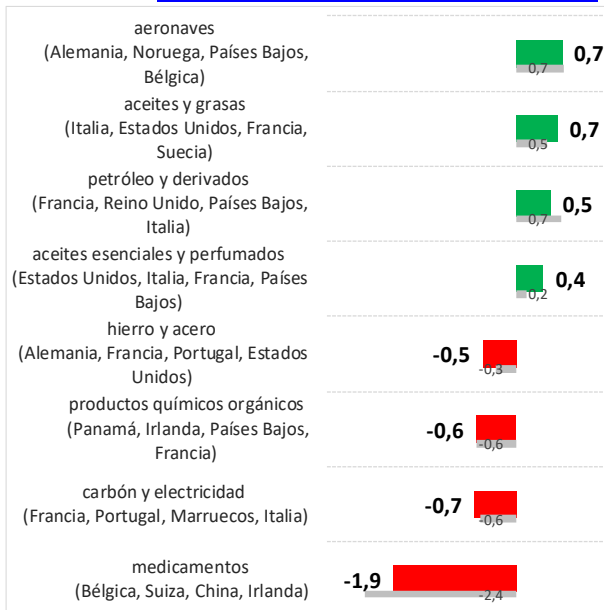 aeronaves
(Alemania, Noruega, Países Bajos,
Bélgica)
0,7
0,7
aceites y grasas
(Italia, Estados Unidos, Francia,
Suecia)
0,5
0,7
petróleo y derivados
(Francia, Reino Unido, Países Bajos,
Italia)
0,7
0,5
aceites esenciales y perfumados
(Estados Unidos, Italia, Francia, Países
Bajos)
0,2
0,4
hierro y acero
(Alemania, Francia, Portugal, Estados
Unidos)
-0,5
-0,3
productos químicos orgánicos
(Panamá, Irlanda, Países Bajos,
Francia)
-0,6
-0,6
carbón y electricidad
(Francia, Portugal, Marruecos, Italia)
-0,7
-0,6
medicamentos
(Bélgica, Suiza, China, Irlanda)
-1,9
-2,4